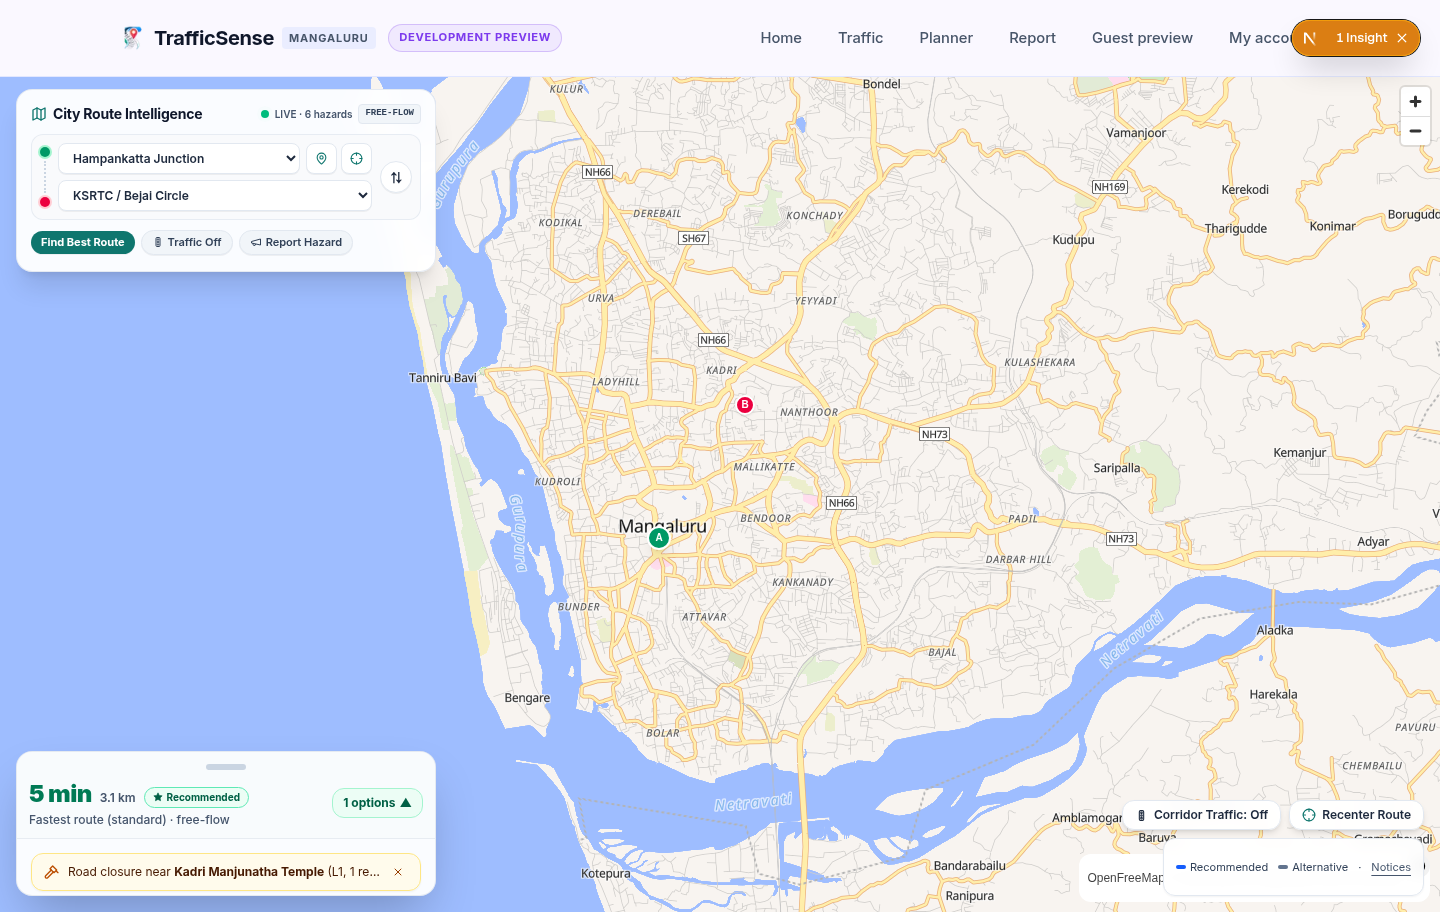 TrafficSense MANGALURU DEVELOPMENT PREVIEW
Home Traffic Planner Report Guest preview My accou
1 Insight
City Route Intelligence
LIVE · 6 hazards FREE-FLOW
Hampankatta Junction
KSRTC / Bejai Circle
Find Best Route Traffic Off Report Hazard
KULUR
Bondel
Vamanjoor
Gurupura
NH66
NH169
Kerekodi
KODIKAL
DEREBAIL
KONCHADY
Borugudd
SH67
Kudupu
Tharigudde
Konimar
URVA
YEYYADI
NH66
KADRI
KULASHEKARA
Tanniru Bavi
LADYHILL
B
NANTHOOR
NH73
Kemanjur
MALLIKATTE
Saripalla
KUDROLI
NH66
Gurupura
Mangaluru
A
BENDOOR
PADIL
NH73
Adyar
DARBAR HILL
KANKANADY
BUNDER
ATTAVAR
Netravati
Aladka
BAJAL
Bengare
Harekala
BOLAR
PAVURU
CHEMBAILU
Netravati
5 min 3.1 km Recommended
Fastest route (standard) · free-flow
1 options ▲
Road closure near Kadri Manjunatha Temple (L1, 1 re...
Kotepura
Amblamogar
Corridor Traffic: Off
Recenter Route
Baruva
Bandarabailu
Ranipura
OpenFreeMap
Recommended Alternative · Notices